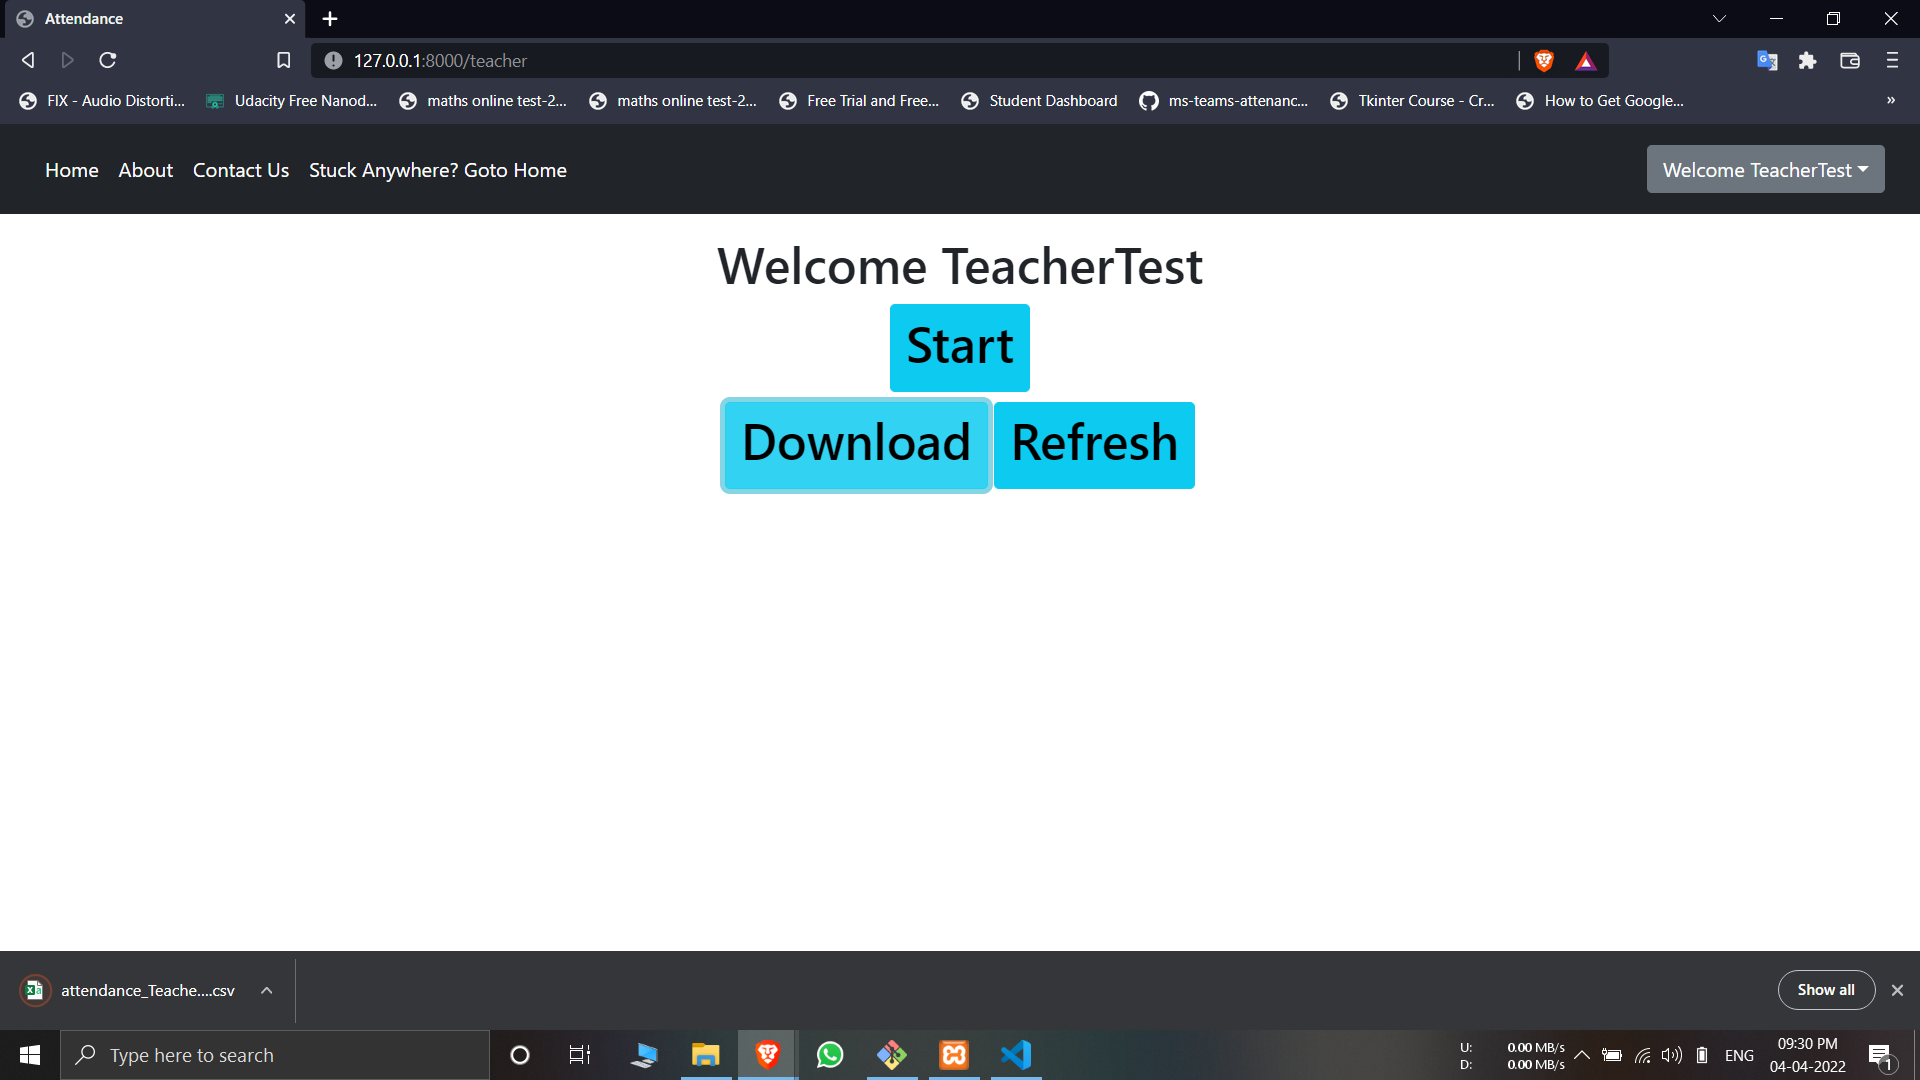 Attendance
127.0.0.1:8000/teacher
FIX - Audio Distorti... Udacity Free Nanod... maths online test-2... maths online test-2... Free Trial and Free... Student Dashboard ms-teams-attenanc... Tkinter Course - Cr... How to Get Google... »
Home About Contact Us Stuck Anywhere? Goto Home Welcome TeacherTest
Welcome TeacherTest
Start
Download Refresh
attendance_Teache....csv Show all
Type here to search
U: 0.00 MB/s
D: 0.00 MB/s
ENG
09:30 PM
04-04-2022
1